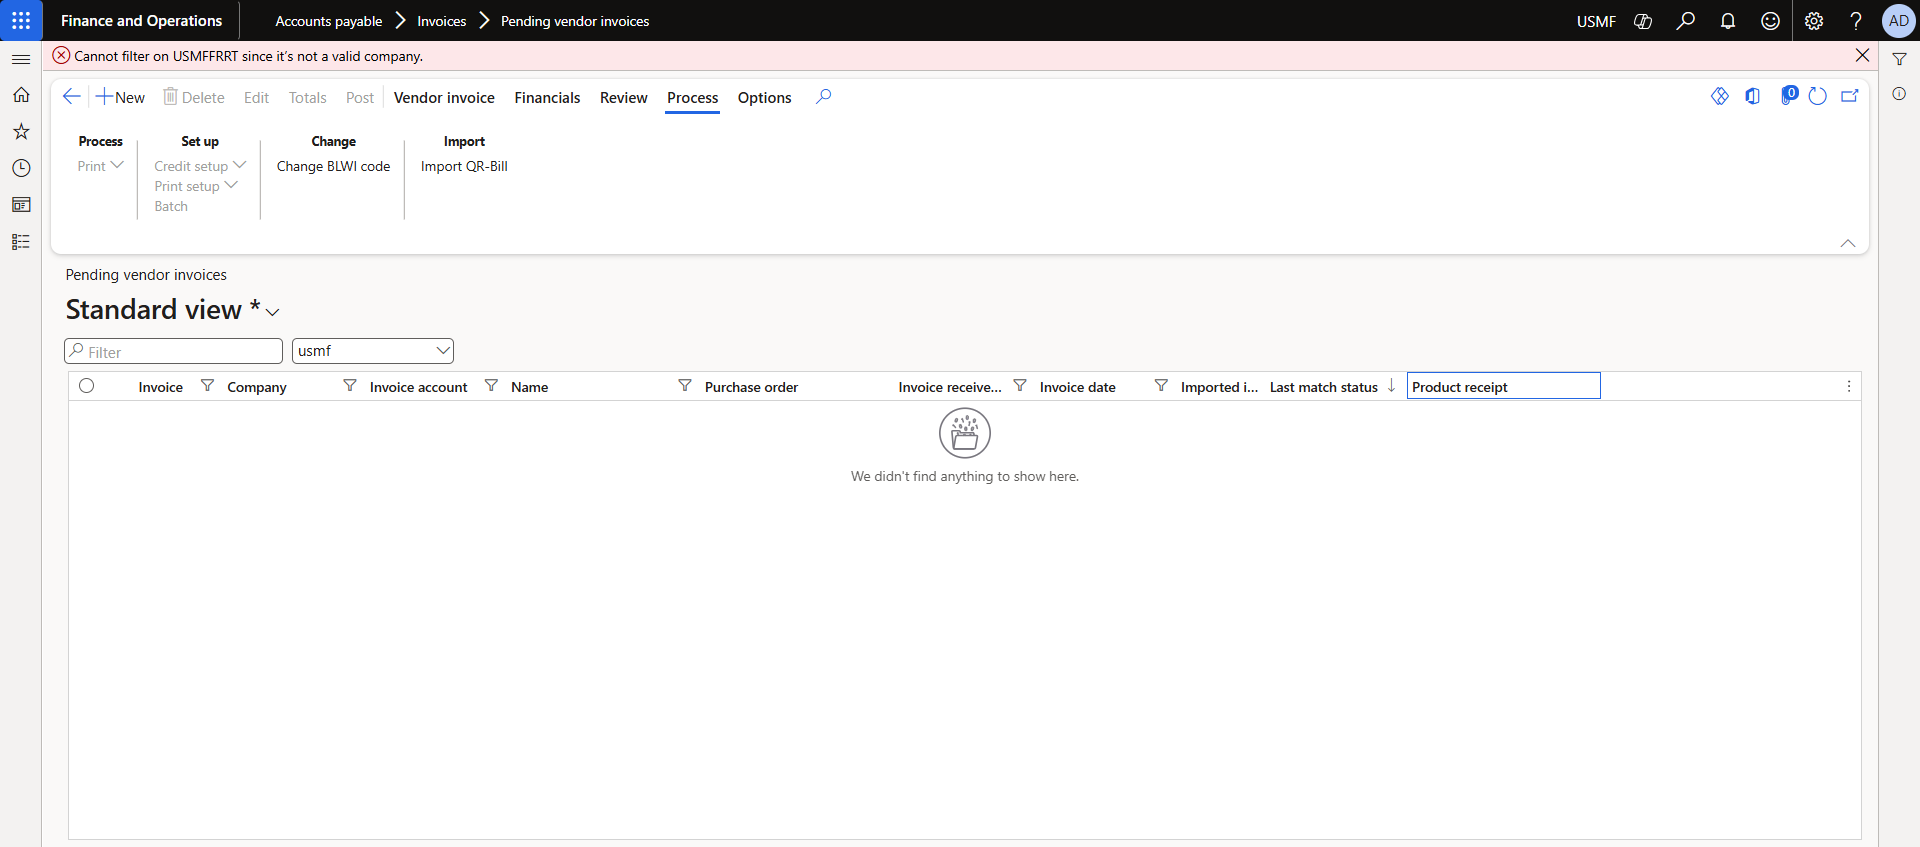 Finance and Operations
Accounts payable
Invoices
Pending vendor invoices
USMF
AD
Cannot filter on USMFFRRT since it's not a valid company.
New
Delete
Edit
Totals
Post
Vendor invoice
Financials
Review
Process
Options
0
Process
Set up
Change
Import
Print
Credit setup
Change BLWI code
Import QR-Bill
Print setup
Batch
Pending vendor invoices
Standard view *
Filter
usmf
Invoice
Company
Invoice account
Name
Purchase order
Invoice receive...
Invoice date
Imported i...
Last match status
Product receipt
We didn't find anything to show here.